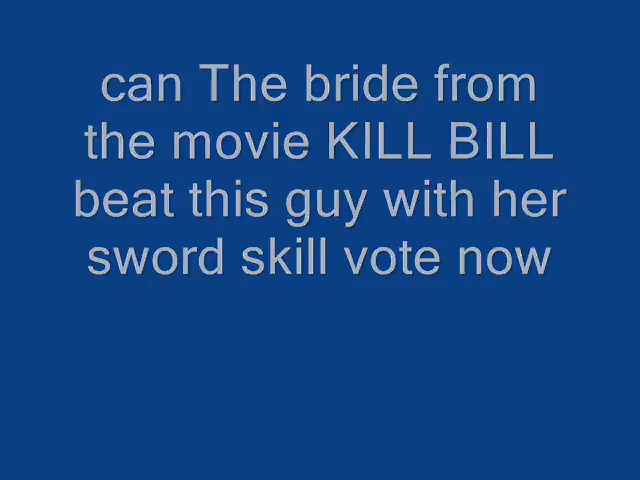 can The bride from
the movie KILL BILL
beat this guy with her
sword skill vote now